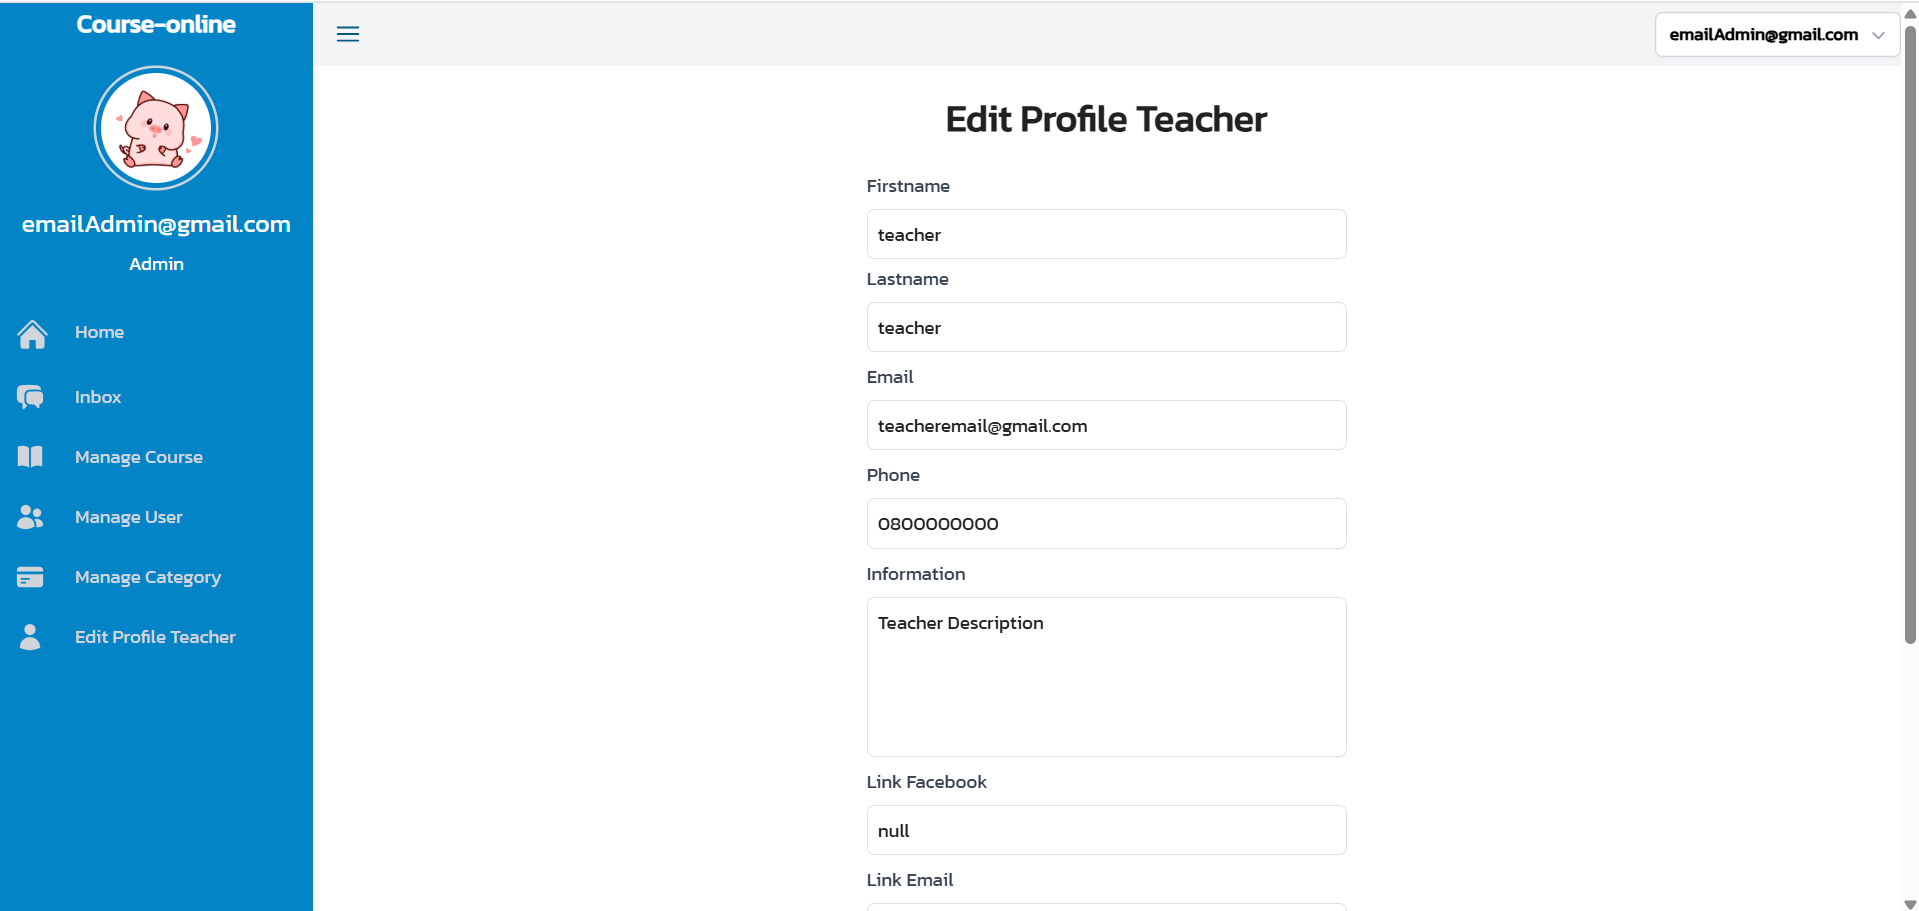 Course-online
emailAdmin@gmail.com
Admin
Home
Inbox
Manage Course
Manage User
Manage Category
Edit Profile Teacher
emailAdmin@gmail.com
Edit Profile Teacher
Firstname
teacher
Lastname
teacher
Email
teacheremail@gmail.com
Phone
0800000000
Information
Teacher Description
Link Facebook
null
Link Email